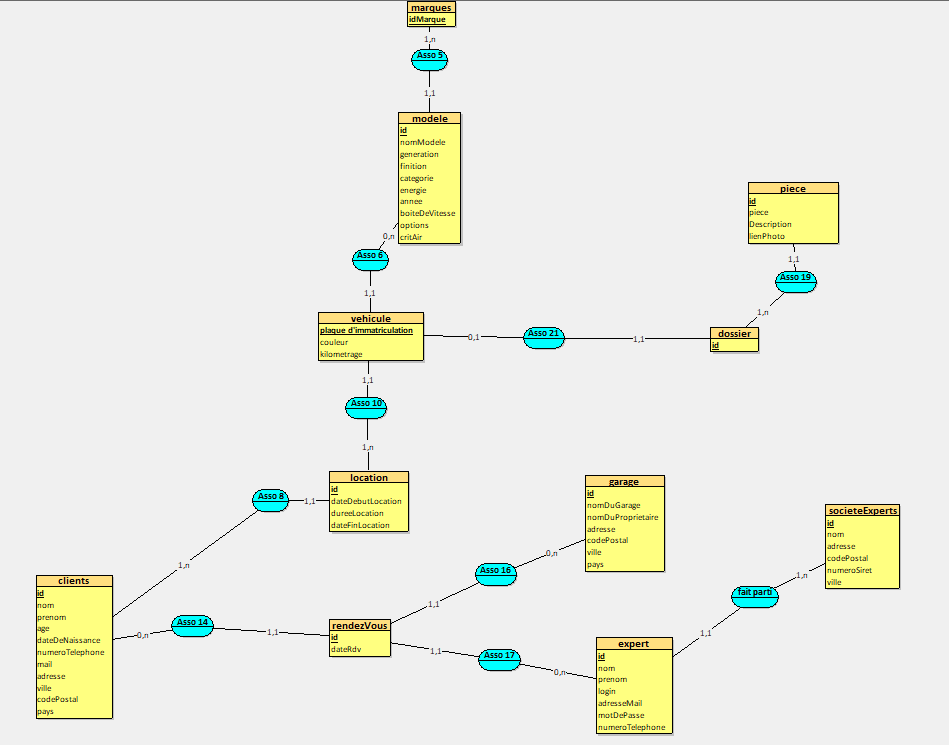 marques
idMarque
1,n
Asso 5
1,1
modele
id
nomModele
generation
finition
categorie
energie
annee
boiteDeVitesse
options
critAir
0,n
Asso 6
1,1
piece
id
piece
Description
lienPhoto
1,1
Asso 19
1,n
vehicule
plaque d'immatriculation
couleur
kilometrage
0,1
Asso 21
1,1
dossier
id
1,1
Asso 10
1,n
location
id
dateDebutLocation
dureeLocation
dateFinLocation
Asso 8
1,1
1,n
garage
id
nomDuGarage
nomDuProprietaire
adresse
codePostal
ville
pays
0,n
Asso 16
1,1
societeExperts
id
nom
adresse
codePostal
numeroSiret
ville
1,n
fait parti
1,1
clients
id
nom
prenom
age
dateDeNaissance
numeroTelephone
mail
adresse
ville
codePostal
pays
0,n
Asso 14
1,1
rendezVous
id
dateRdv
1,1
Asso 17
0,n
expert
id
nom
prenom
login
adresseMail
motDePasse
numeroTelephone